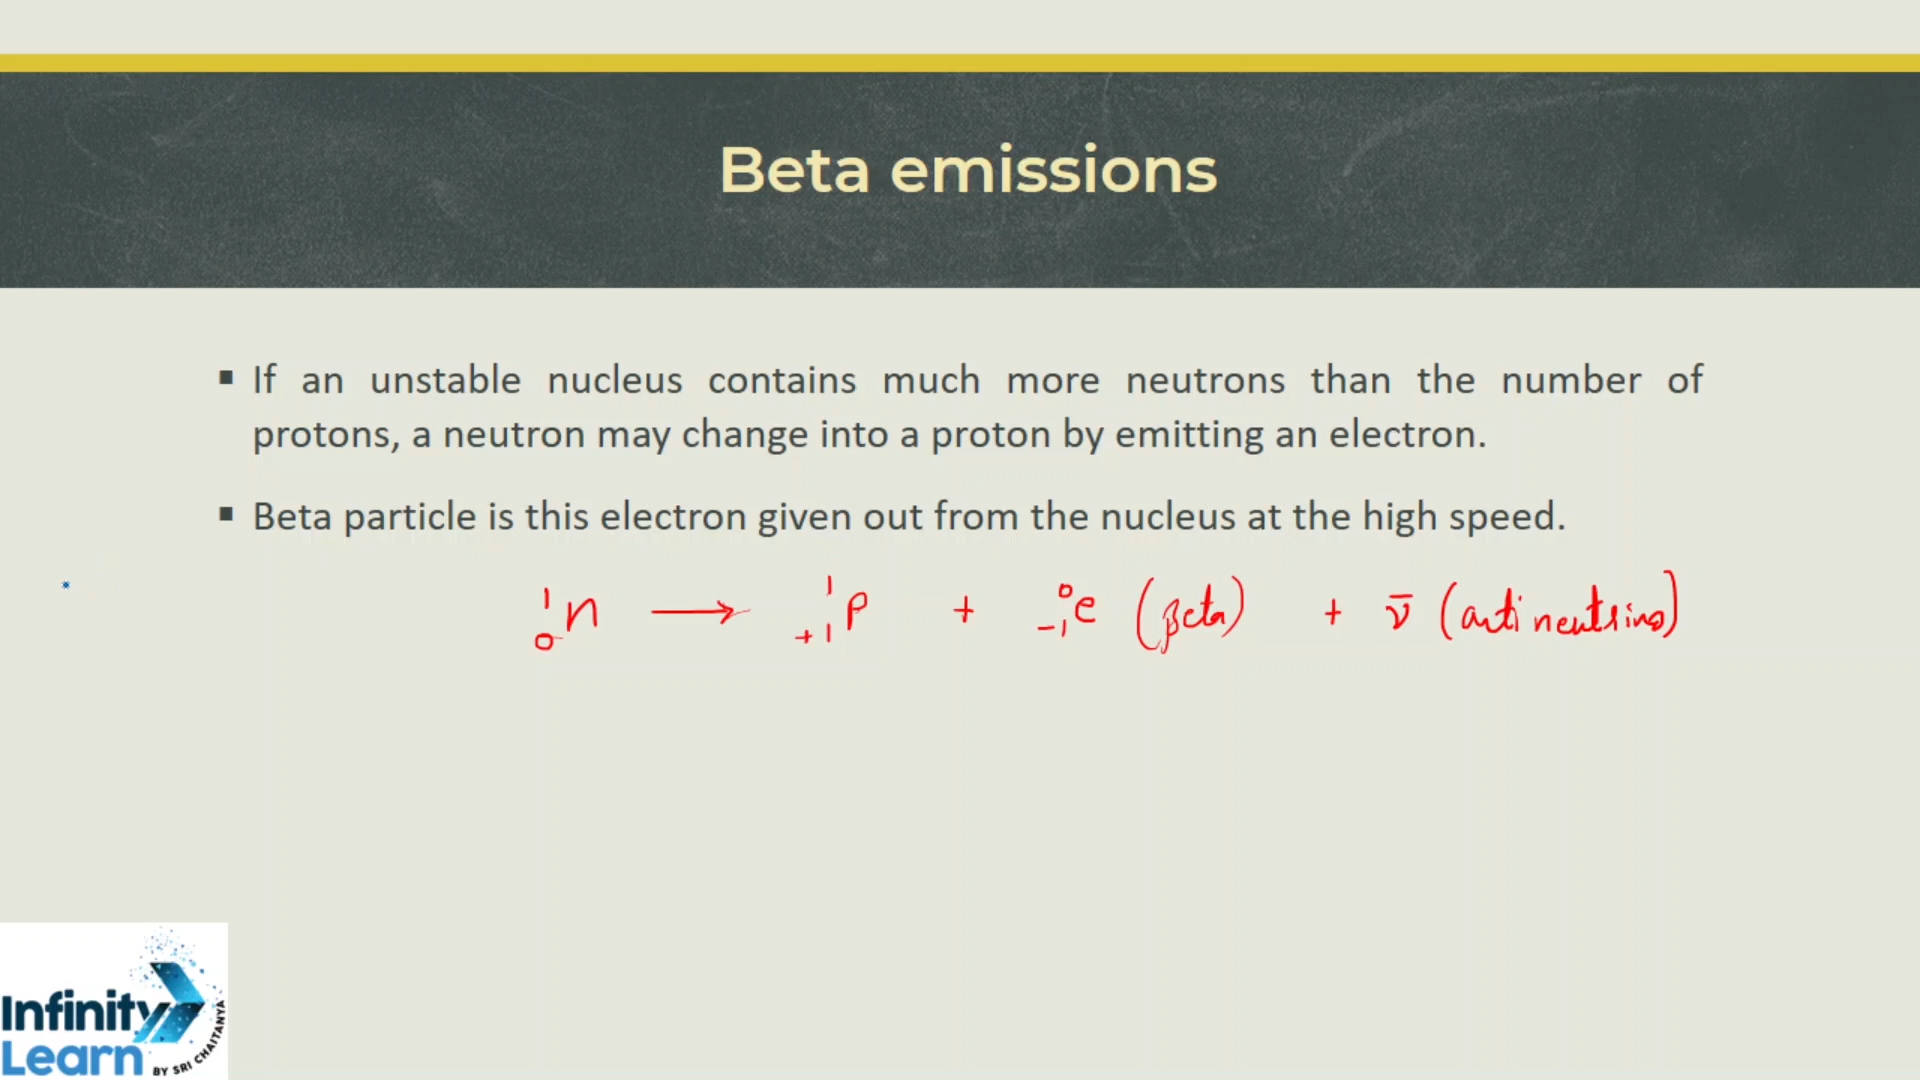 Beta emissions
▪ If an unstable nucleus contains much more neutrons than the number of
protons, a neutron may change into a proton by emitting an electron.
▪ Beta particle is this electron given out from the nucleus at the high speed.
¹₀n → ¹₊₁p + ⁰₋₁e (Beta) + ν̄ (antineutrino)
Infinity
Learn
BY SRI CHAITANYA